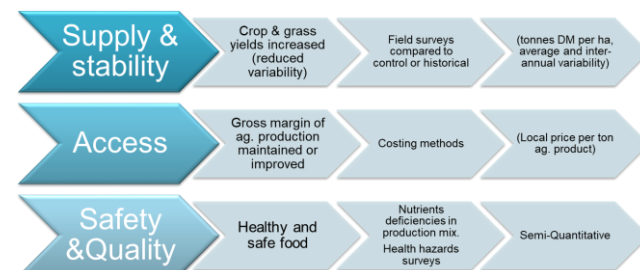 Supply &
stability
Crop & grass
yields increased
(reduced
variability)
Field surveys
compared to
control or historical
(tonnes DM per ha,
average and inter-
annual variability)
Access
Gross margin of
ag. production
maintained or
improved
Costing methods
(Local price per ton
ag. product)
Safety
&Quality
Healthy and
safe food
Nutrients
deficiencies in
production mix.
Health hazards
surveys
Semi-Quantitative